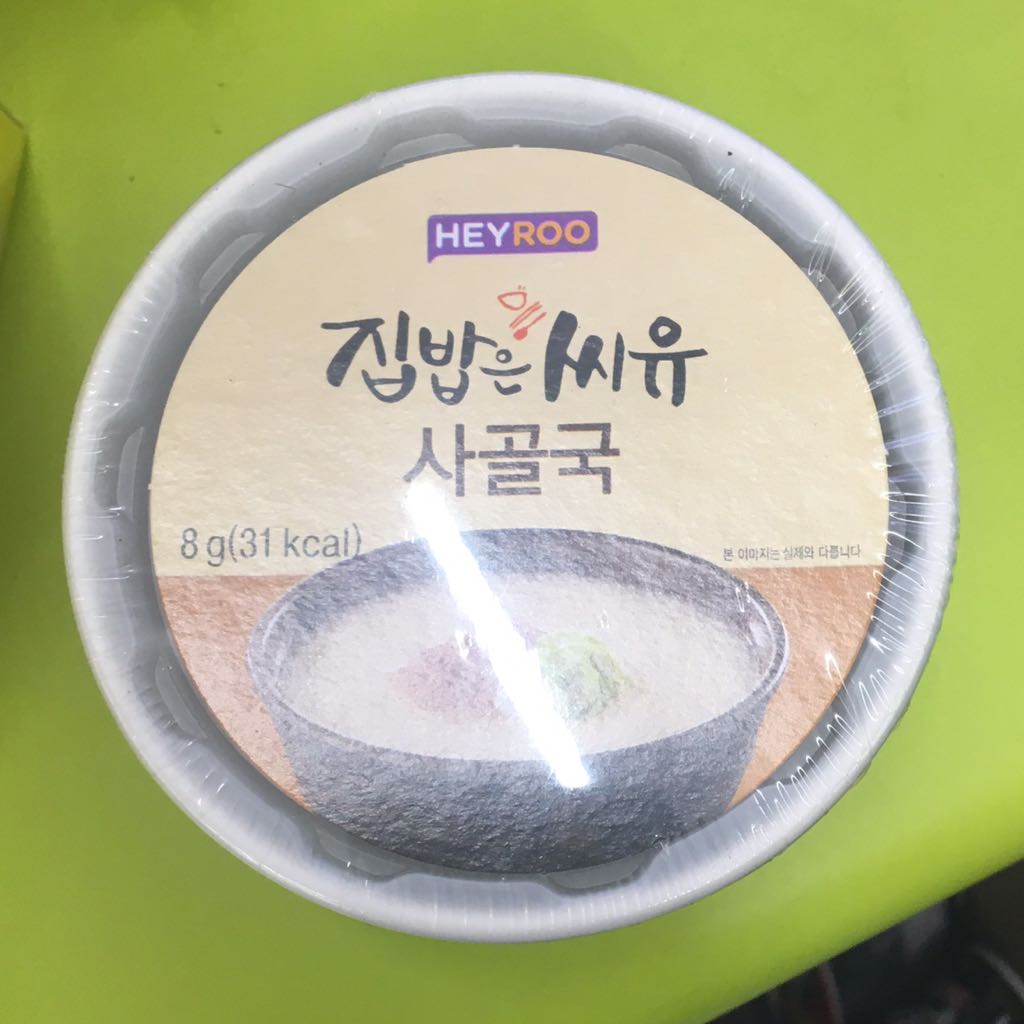 HEYROO
집밥은씨유
사골국
8 g(31 kcal)
본 이미지는 실제와 다릅니다